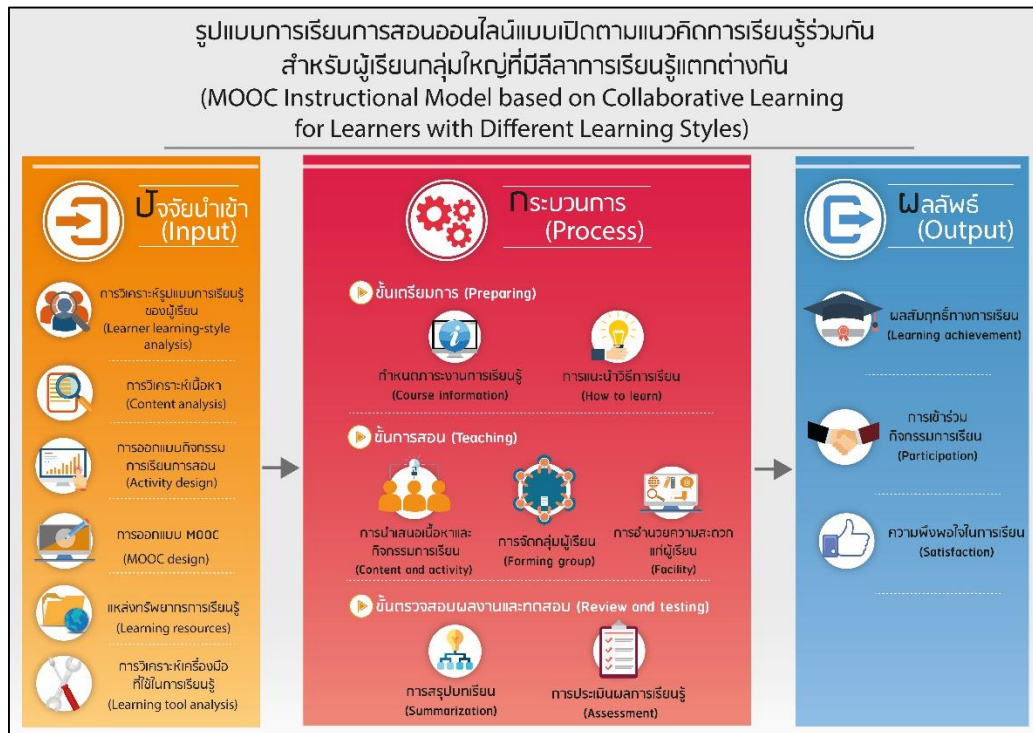 รูปแบบการเรียนการสอนออนไลน์แบบเปิดตามแนวคิดการเรียนรู้ร่วมกัน
สำหรับผู้เรียนกลุ่มใหญ่ที่มีลีลาการเรียนรู้แตกต่างกัน
(MOOC Instructional Model based on Collaborative Learning
for Learners with Different Learning Styles)
ปัจจัยนำเข้า
(Input)
การวิเคราะห์รูปแบบการเรียนรู้
ของผู้เรียน
(Learner learning-style
analysis)
การวิเคราะห์เนื้อหา
(Content analysis)
การออกแบบกิจกรรม
การเรียนการสอน
(Activity design)
การออกแบบ MOOC
(MOOC design)
แหล่งทรัพยากรการเรียนรู้
(Learning resources)
การวิเคราะห์เครื่องมือ
ที่ใช้ในการเรียนรู้
(Learning tool analysis)
กระบวนการ
(Process)
ขั้นเตรียมการ (Preparing)
กำหนดภาระงานการเรียนรู้
(Course information)
การแนะนำวิธีการเรียน
(How to learn)
ขั้นการสอน (Teaching)
การนำเสนอเนื้อหาและ
กิจกรรมการเรียน
(Content and activity)
การจัดกลุ่มผู้เรียน
(Forming group)
การอำนวยความสะดวก
แก่ผู้เรียน
(Facility)
ขั้นตรวจสอบผลงานและทดสอบ (Review and testing)
การสรุปบทเรียน
(Summarization)
การประเมินผลการเรียนรู้
(Assessment)
ผลลัพธ์
(Output)
ผลสัมฤทธิ์ทางการเรียน
(Learning achievement)
การเข้าร่วม
กิจกรรมการเรียน
(Participation)
ความพึงพอใจในการเรียน
(Satisfaction)